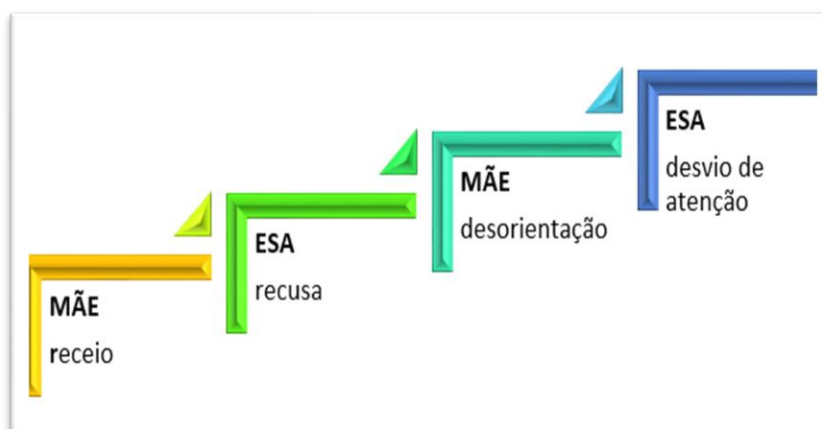 MÃE
receio
ESA
recusa
MÃE
desorientação
ESA
desvio de
atenção